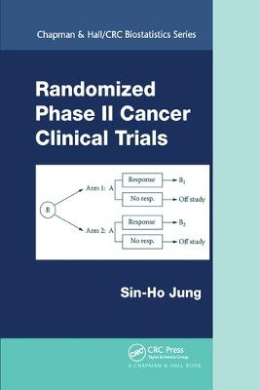 Chapman & Hall/CRC Biostatistics Series
Randomized
Phase II Cancer
Clinical Trials
Response
B1
Arm 1: A
No resp.
Off study
R
Response
B2
Arm 2: A
No resp.
Off study
Sin-Ho Jung
CRC Press
Taylor & Francis Group
A CHAPMAN & HALL BOOK